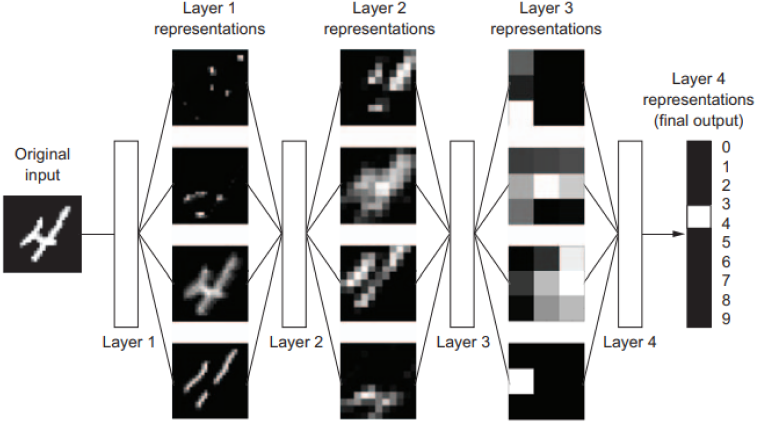 Layer 1
representations
Layer 2
representations
Layer 3
representations
Layer 4
representations
(final output)
Original
input
0
1
2
3
4
5
6
7
8
9
Layer 1
Layer 2
Layer 3
Layer 4